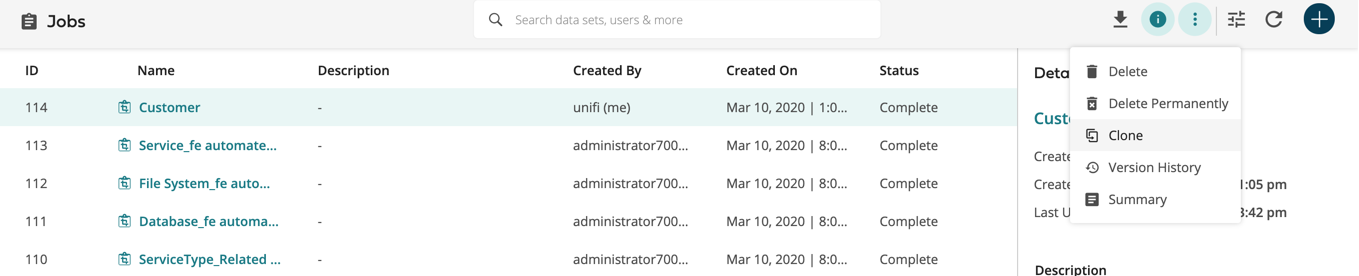 Jobs
Search data sets, users & more
ID Name Description Created By Created On Status
114 Customer - unifi (me) Mar 10, 2020 | 1:0... Complete
113 Service_fe automate... - administrator700... Mar 10, 2020 | 8:0... Complete
112 File System_fe auto... - administrator700... Mar 10, 2020 | 8:0... Complete
111 Database_fe automa... - administrator700... Mar 10, 2020 | 8:0... Complete
110 ServiceType_Related ... - administrator700... Mar 10, 2020 | 8:0... Complete
Delete
Delete Permanently
Clone
Version History
Summary
Deta
Cust
Create
Create 1:05 pm
Last U 3:42 pm
Description